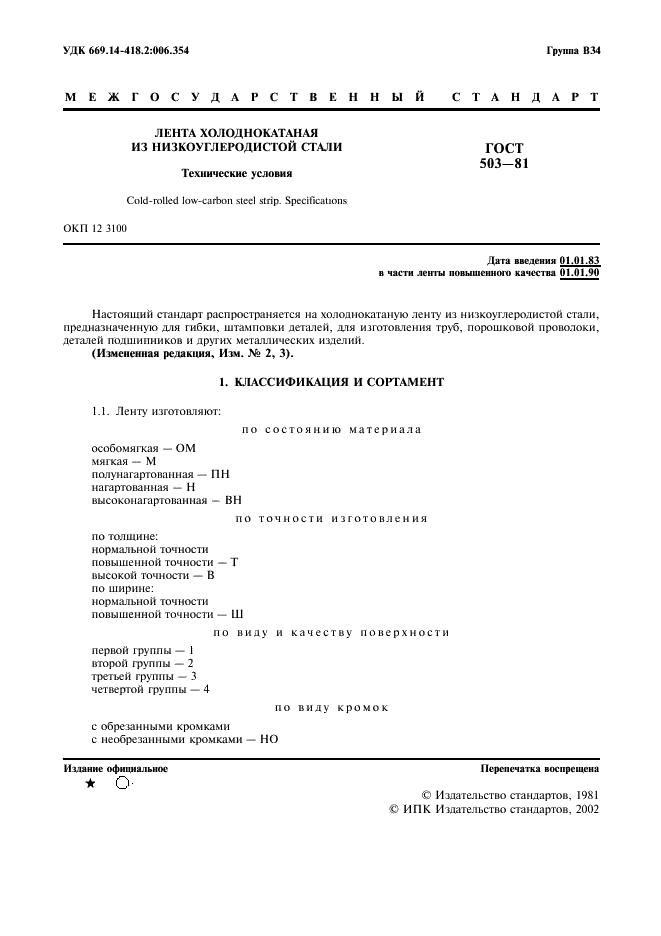 УДК 669.14-418.2:006.354
Группа В34
МЕЖГОСУДАРСТВЕННЫЙ СТАНДАРТ
ЛЕНТА ХОЛОДНОКАТАНАЯ
ИЗ НИЗКОУГЛЕРОДИСТОЙ СТАЛИ
Технические условия
Cold-rolled low-carbon steel strip. Specifications
ГОСТ
503—81
ОКП 12 3100
Дата введения 01.01.83
в части ленты повышенного качества 01.01.90
Настоящий стандарт распространяется на холоднокатаную ленту из низкоуглеродистой стали,
предназначенную для гибки, штамповки деталей, для изготовления труб, порошковой проволоки,
деталей подшипников и других металлических изделий.
(Измененная редакция, Изм. № 2, 3).
1. КЛАССИФИКАЦИЯ И СОРТАМЕНТ
1.1. Ленту изготовляют:
по состоянию материала
особомягкая — ОМ
мягкая — М
полунагартованная — ПН
нагартованная — Н
высоконагартованная — ВН
по точности изготовления
по толщине:
нормальной точности
повышенной точности — Т
высокой точности — В
по ширине:
нормальной точности
повышенной точности — Ш
по виду и качеству поверхности
первой группы — 1
второй группы — 2
третьей группы — 3
четвертой группы — 4
по виду кромок
с обрезанными кромками
с необрезанными кромками — НО
Издание официальное
Перепечатка воспрещена
© Издательство стандартов, 1981
© ИПК Издательство стандартов, 2002